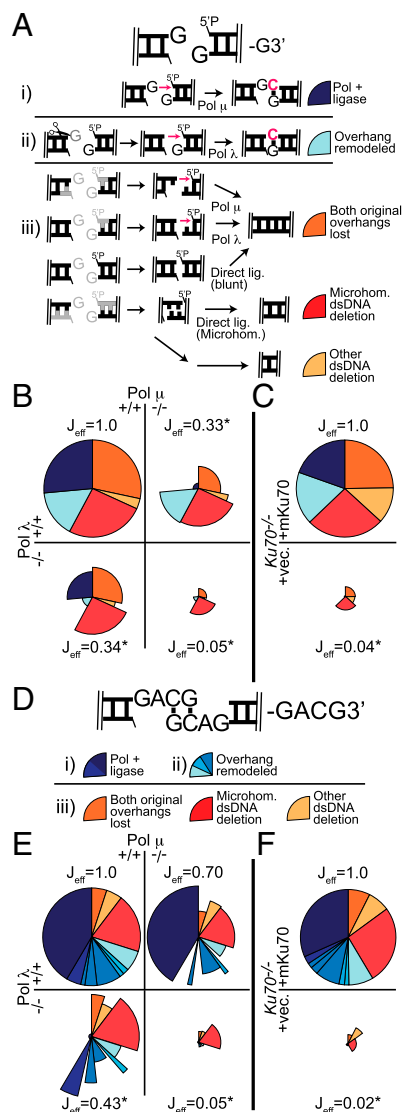 A
G 5'P G -G3'
i) G 5'P G Pol μ G C G Pol + ligase
ii) G 5'P G Pol λ C G Overhang remodeled
G 5'P G Pol μ
iii) G 5'P G Pol λ Both original overhangs lost
G 5'P G Direct lig. (blunt)
G 5'P G 5'P Direct lig. (Microhom.) Microhom. dsDNA deletion
Other dsDNA deletion
B Pol μ C
+/+ -/-
Jeff=1.0 Jeff=0.33* Jeff=1.0
Pol λ
-/- +/+
Ku70-/-
+vec. +mKu70
Jeff=0.34* Jeff=0.05* Jeff=0.04*
D
GACG GCAG -GACG3'
i) Pol + ligase ii) Overhang remodeled
iii) Both original overhangs lost Microhom. dsDNA deletion Other dsDNA deletion
E Pol μ F
+/+ -/-
Jeff=1.0 Jeff=0.70 Jeff=1.0
Pol λ
-/- +/+
Ku70-/-
+vec. +mKu70
Jeff=0.43* Jeff=0.05* Jeff=0.02*